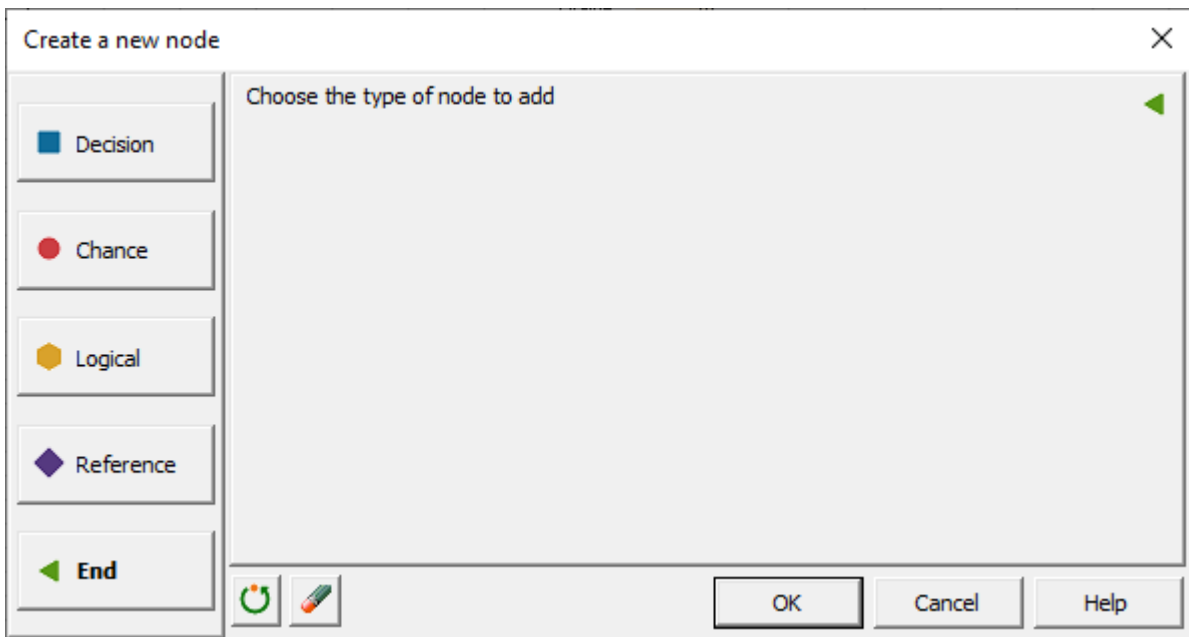 Create a new node
Choose the type of node to add
Decision
Chance
Logical
Reference
End
OK
Cancel
Help